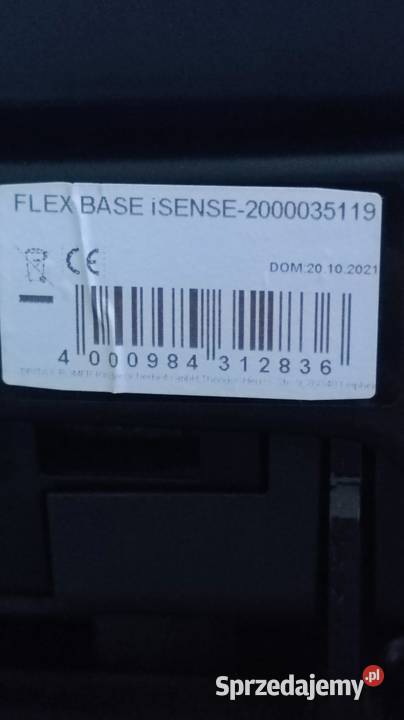 FLEX BASE iSENSE-2000035119
CE
DOM:20.10.2021
4 000984 312836
Sprzedajemy.pl